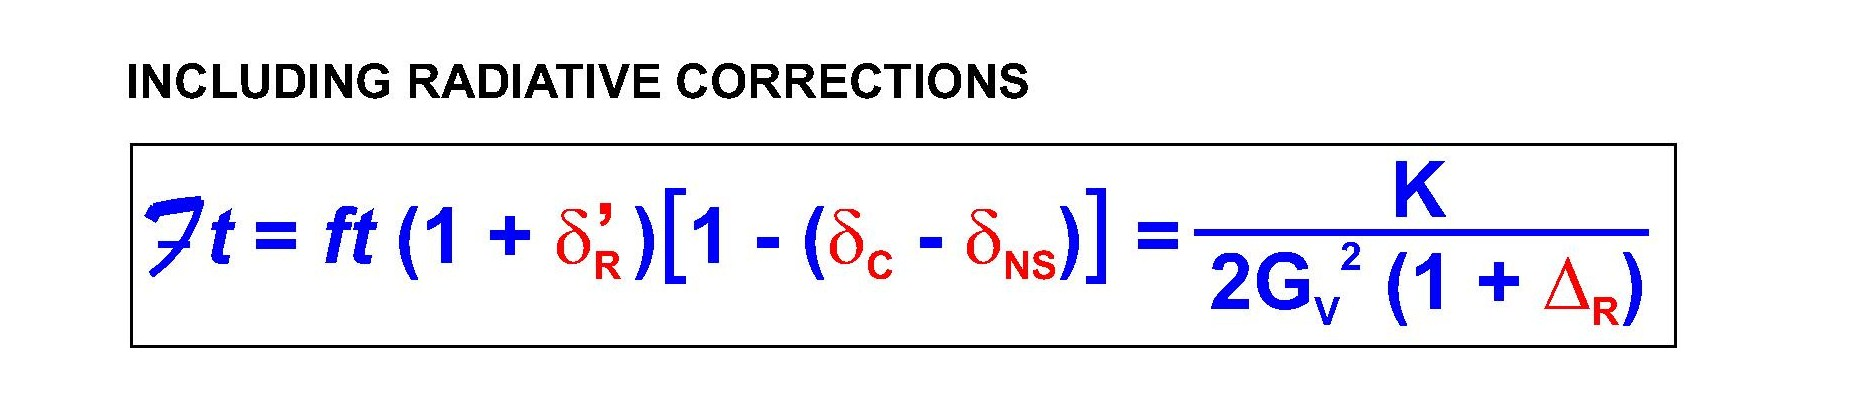 INCLUDING RADIATIVE CORRECTIONS
ℱt = ft (1 + δ'R)[1 - (δC - δNS)] = K / 2GV² (1 + ΔR)